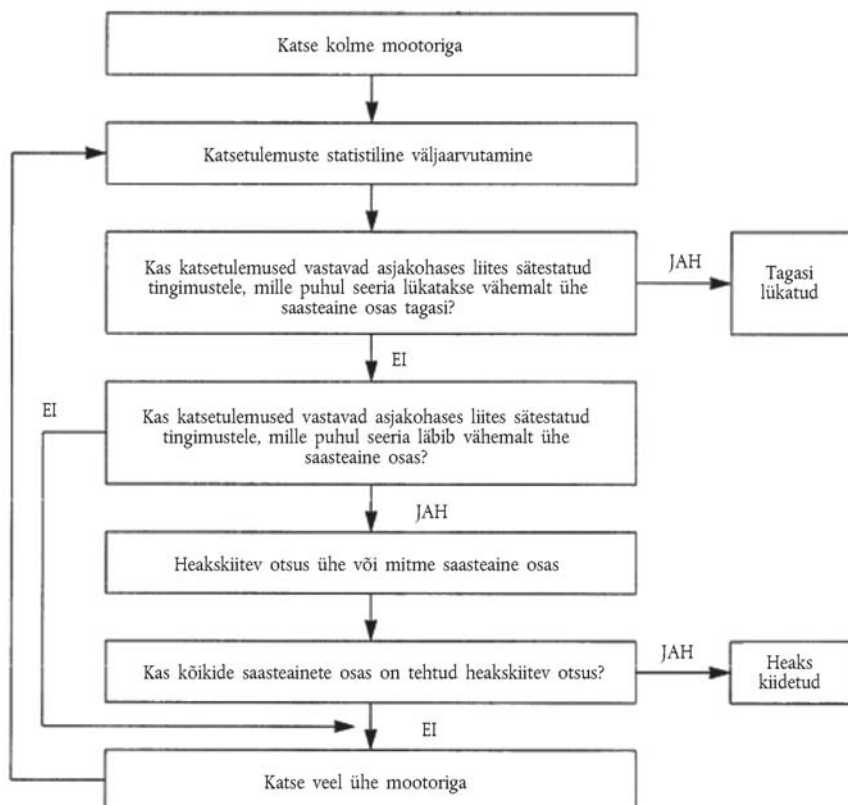 Katse kolme mootoriga
Katsetulemuste statistiline väljaarvutamine
Kas katsetulemused vastavad asjakohases liites sätestatud
tingimustele, mille puhul seeria lükatakse vähemalt ühe
saasteaine osas tagasi?
JAH
Tagasi
lükatud
EI
EI
Kas katsetulemused vastavad asjakohases liites sätestatud
tingimustele, mille puhul seeria läbib vähemalt ühe
saasteaine osas?
JAH
Heakskiitev otsus ühe või mitme saasteaine osas
Kas kõikide saasteainete osas on tehtud heakskiitev otsus?
JAH
Heaks
kiidetud
EI
Katse veel ühe mootoriga